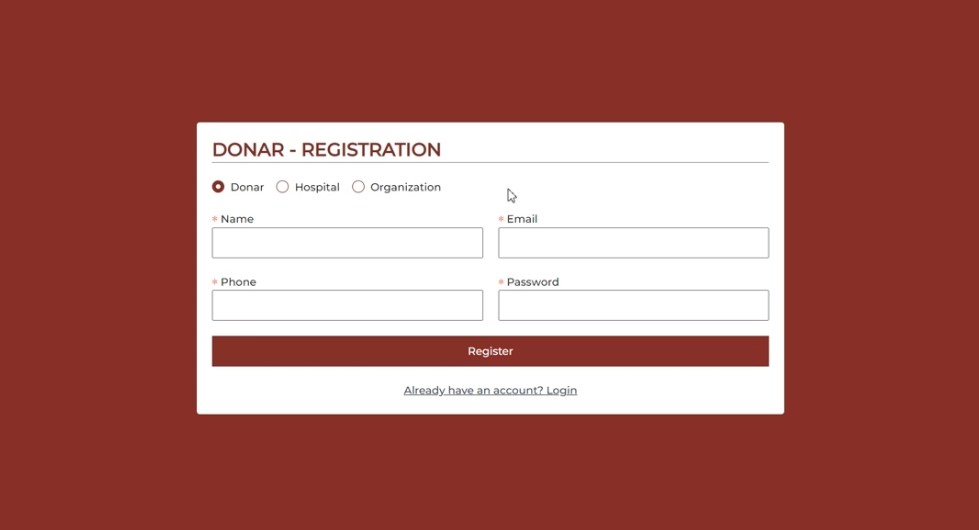 DONAR - REGISTRATION
Donar Hospital Organization
* Name * Email
* Phone * Password
Register
Already have an account? Login